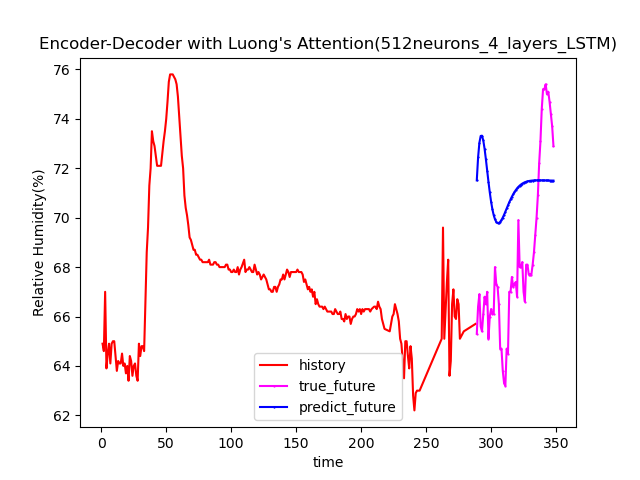 Encoder-Decoder with Luong's Attention(512neurons_4_layers_LSTM)
76
74
72
70
68
66
64
62
Relative Humidity(%)
history
true_future
predict_future
0 50 100 150 200 250 300 350
time